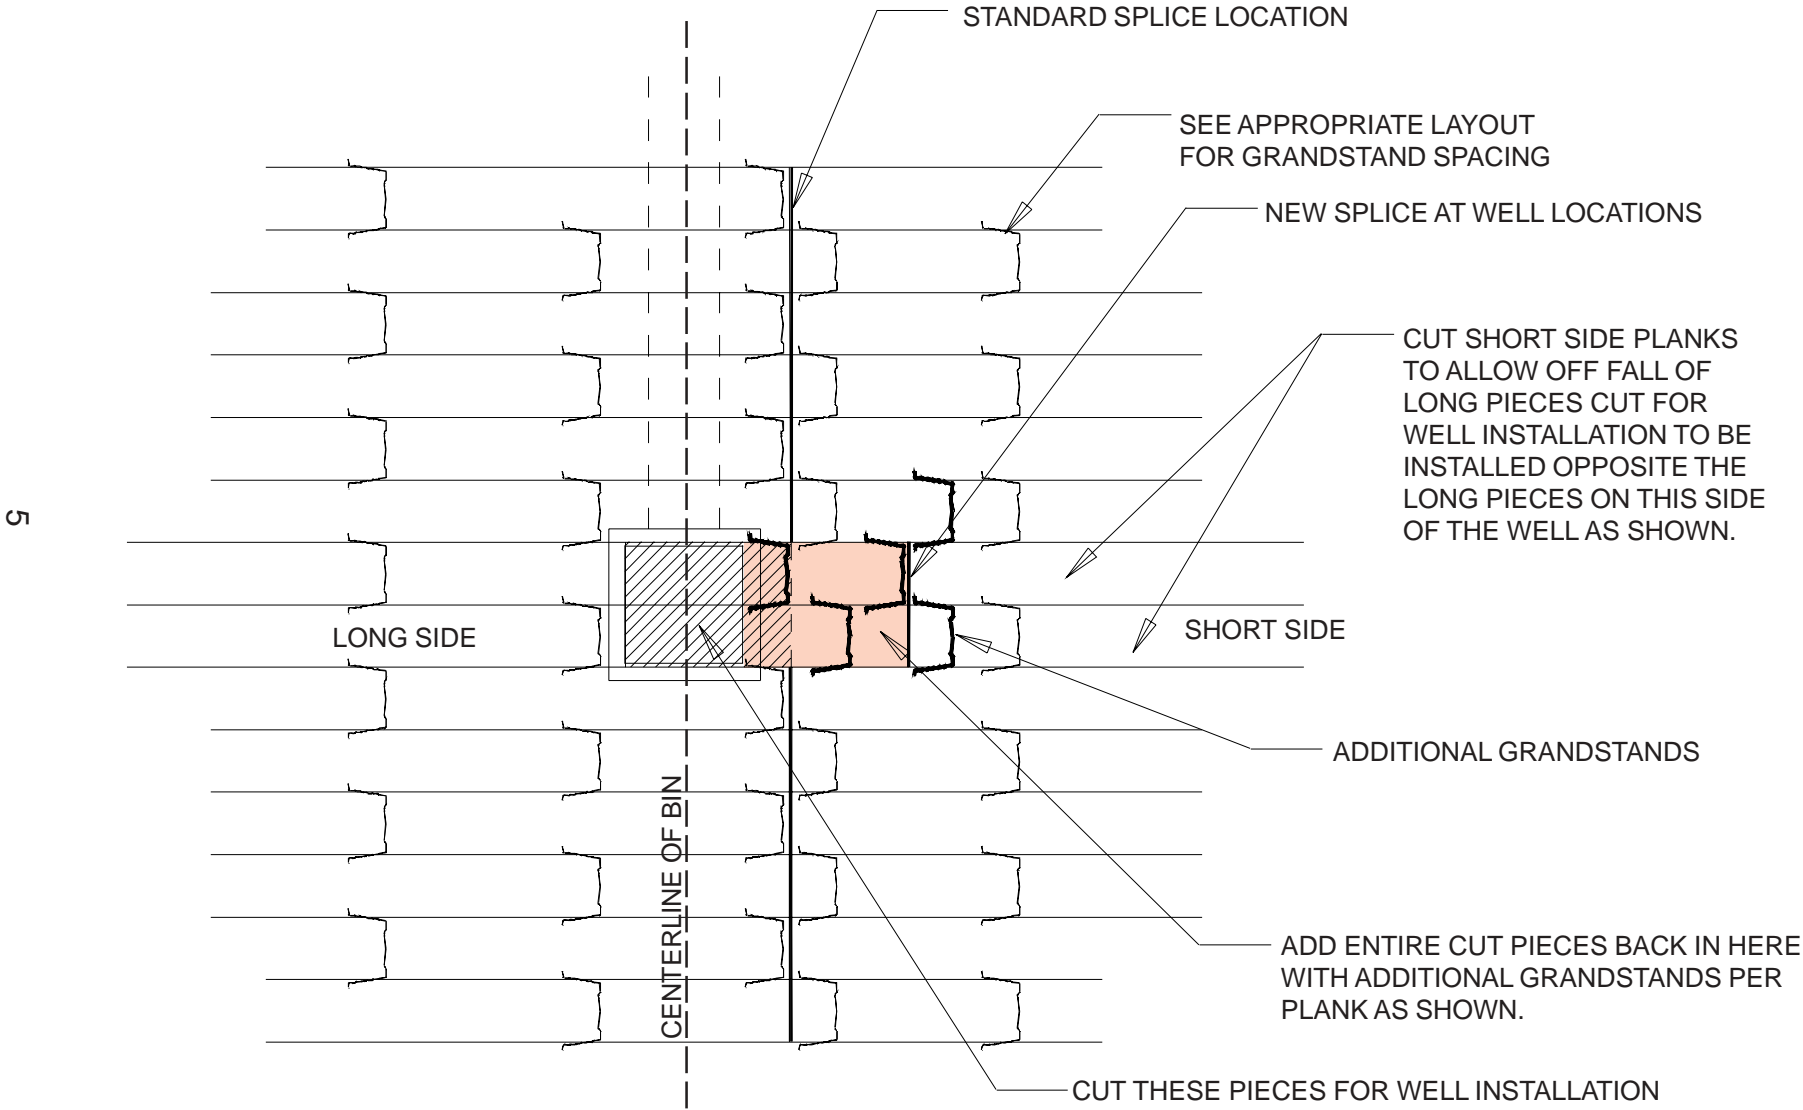 STANDARD SPLICE LOCATION
SEE APPROPRIATE LAYOUT
FOR GRANDSTAND SPACING
NEW SPLICE AT WELL LOCATIONS
CUT SHORT SIDE PLANKS
TO ALLOW OFF FALL OF
LONG PIECES CUT FOR
WELL INSTALLATION TO BE
INSTALLED OPPOSITE THE
LONG PIECES ON THIS SIDE
OF THE WELL AS SHOWN.
5
LONG SIDE
SHORT SIDE
ADDITIONAL GRANDSTANDS
CENTERLINE OF BIN
ADD ENTIRE CUT PIECES BACK IN HERE
WITH ADDITIONAL GRANDSTANDS PER
PLANK AS SHOWN.
CUT THESE PIECES FOR WELL INSTALLATION